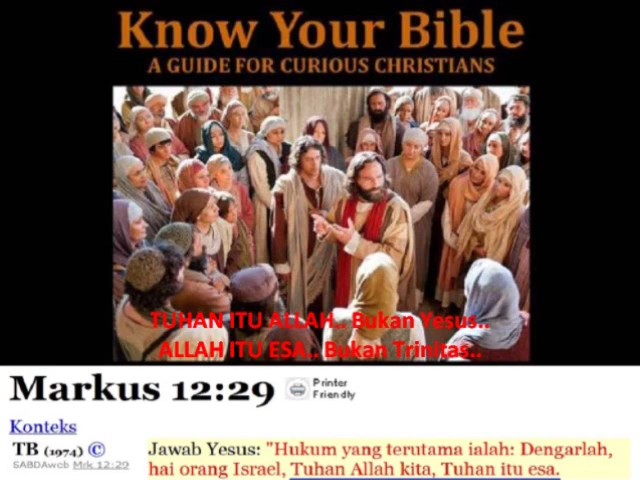 Know Your Bible
A GUIDE FOR CURIOUS CHRISTIANS
TUHAN ITU ALLAH.. Bukan Yesus..
ALLAH ITU ESA.. Bukan Trinitas..
Markus 12:29 Printer Friendly
Konteks
TB (1974) ©
SABDAweb Mrk 12:29
Jawab Yesus: "Hukum yang terutama ialah: Dengarlah,
hai orang Israel, Tuhan Allah kita, Tuhan itu esa.